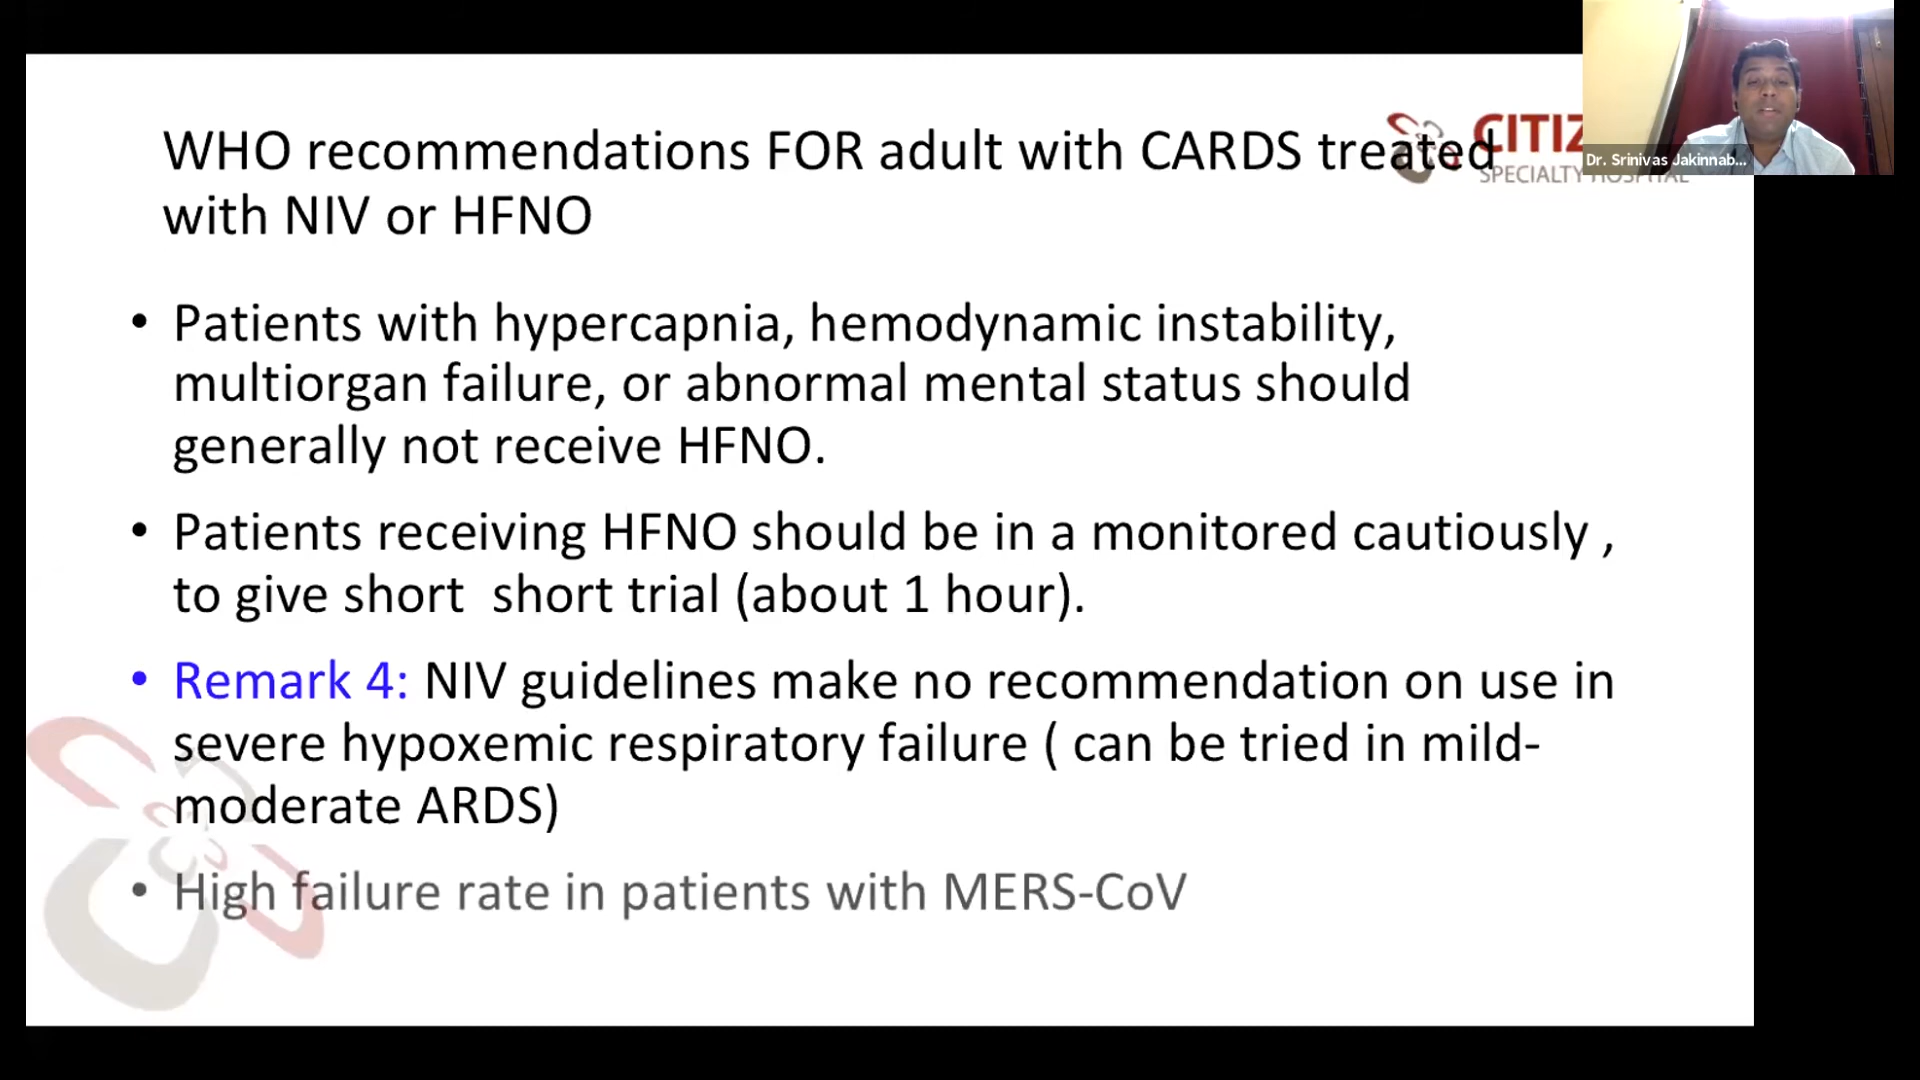 WHO recommendations FOR adult with CARDS treated
with NIV or HFNO
CITIZ
SPECIALTY HOSPITAL
Dr. Srinivas Jakinnab...
• Patients with hypercapnia, hemodynamic instability,
multiorgan failure, or abnormal mental status should
generally not receive HFNO.
• Patients receiving HFNO should be in a monitored cautiously ,
to give short  short trial (about 1 hour).
• Remark 4: NIV guidelines make no recommendation on use in
severe hypoxemic respiratory failure ( can be tried in mild-
moderate ARDS)
• High failure rate in patients with MERS-CoV